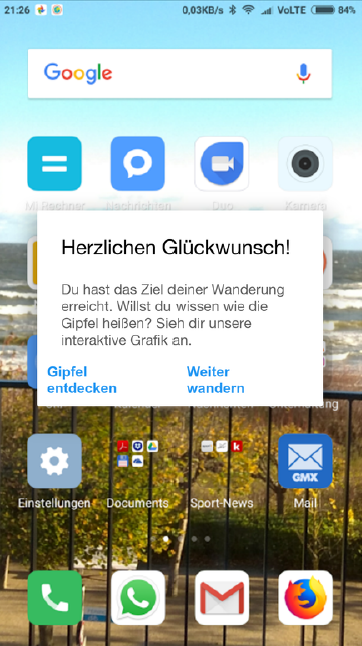 21:26
0,03KB/s
VoLTE
84%
Google
Mi Rechner
Nachrichten
Duo
Kamera
Herzlichen Glückwunsch!
Du hast das Ziel deiner Wanderung
erreicht. Willst du wissen wie die
Gipfel heißen? Sieh dir unsere
interaktive Grafik an.
Gipfel
entdecken
Weiter
wandern
GMX
Einstellungen
Documents
Sport-News
Mail